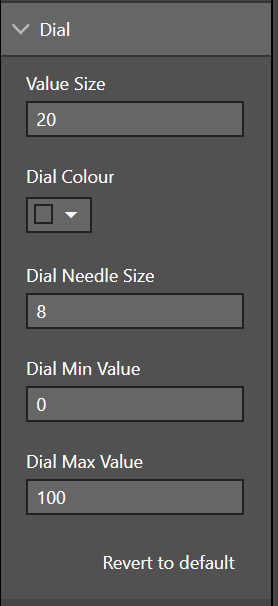 Dial
Value Size
20
Dial Colour
Dial Needle Size
8
Dial Min Value
0
Dial Max Value
100
Revert to default